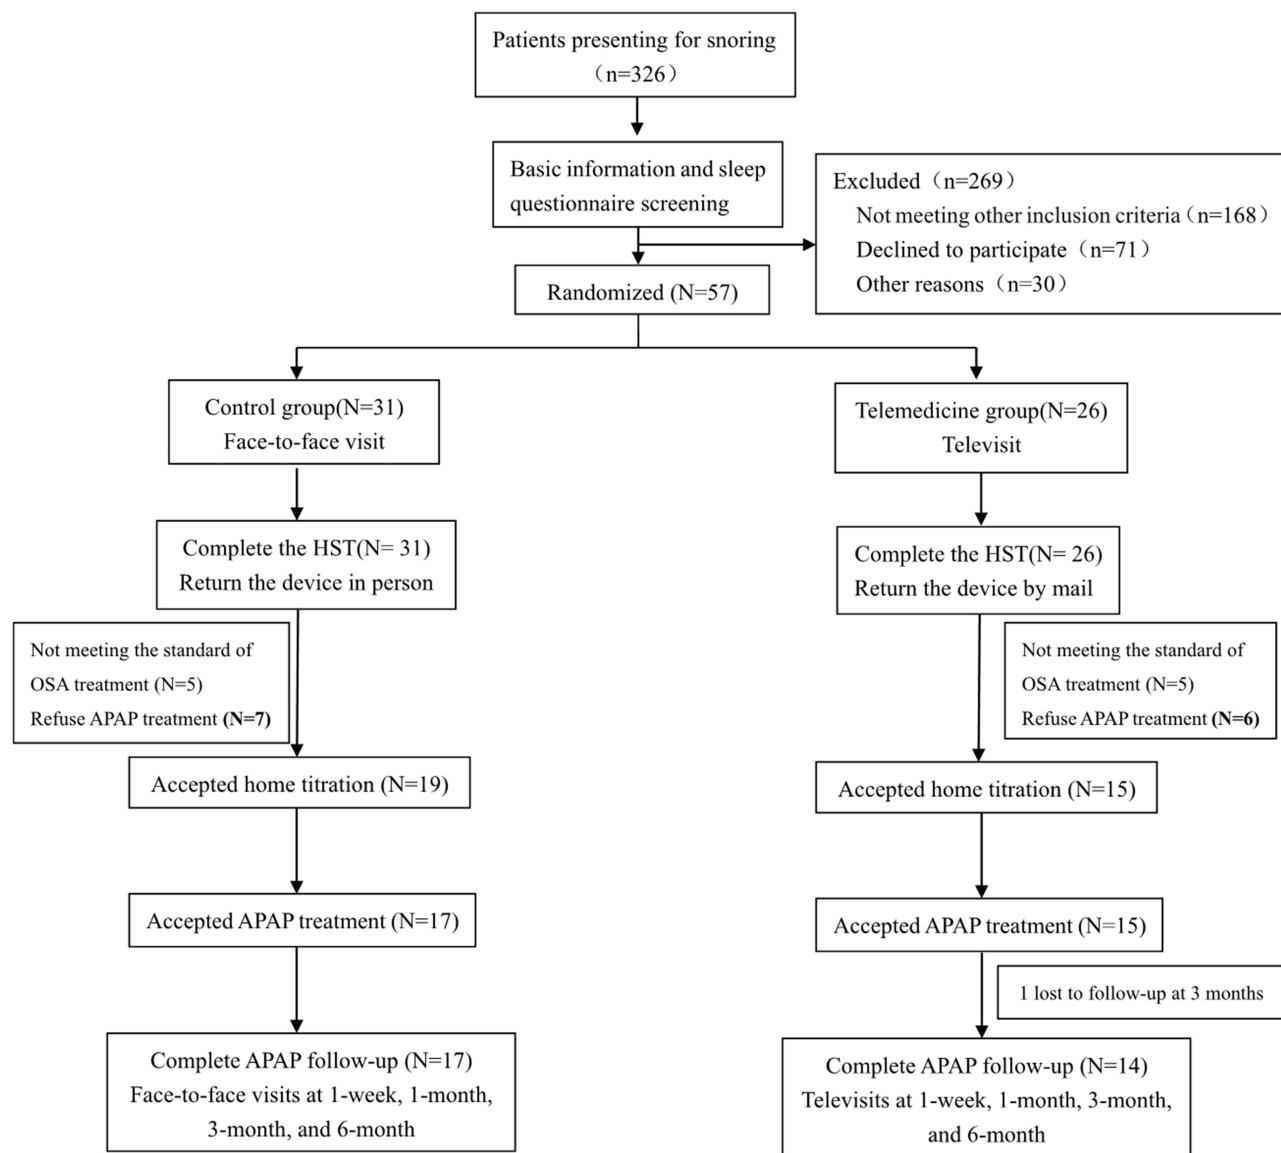 Patients presenting for snoring
（n=326）
Basic information and sleep
questionnaire screening
Excluded（n=269）
Not meeting other inclusion criteria（n=168）
Declined to participate（n=71）
Other reasons（n=30）
Randomized (N=57)
Control group(N=31)
Face-to-face visit
Telemedicine group(N=26)
Televisit
Complete the HST(N= 31)
Return the device in person
Complete the HST(N= 26)
Return the device by mail
Not meeting the standard of
OSA treatment (N=5)
Refuse APAP treatment (N=7)
Not meeting the standard of
OSA treatment (N=5)
Refuse APAP treatment (N=6)
Accepted home titration (N=19)
Accepted home titration (N=15)
Accepted APAP treatment (N=17)
Accepted APAP treatment (N=15)
1 lost to follow-up at 3 months
Complete APAP follow-up (N=17)
Face-to-face visits at 1-week, 1-month,
3-month, and 6-month
Complete APAP follow-up (N=14)
Televisits at 1-week, 1-month, 3-month,
and 6-month